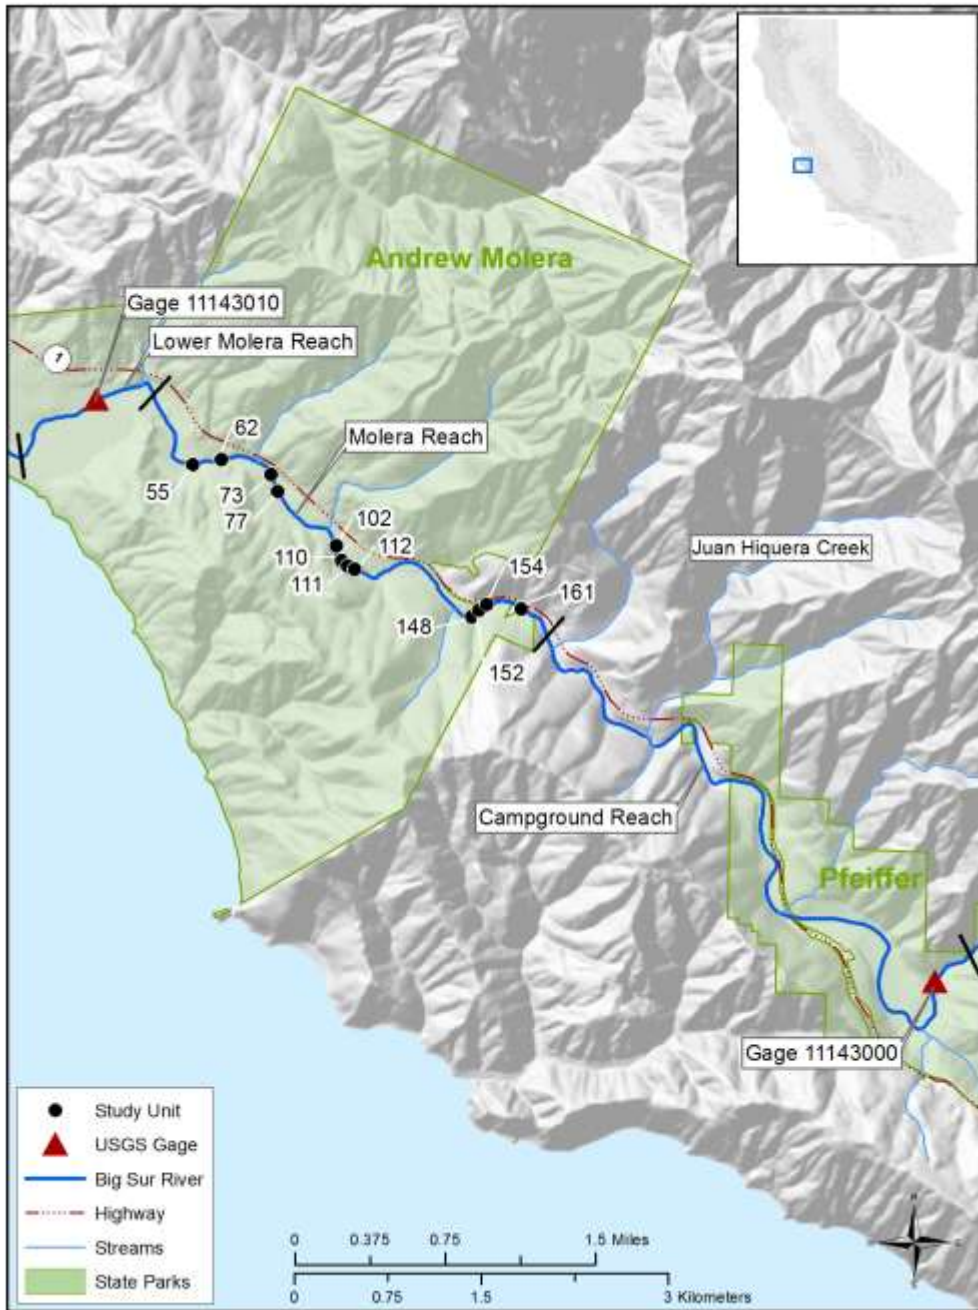 Andrew Molera
Gage 11143010
Lower Molera Reach
1
62
Molera Reach
55
73
77
102
112
110
111
Juan Hiquera Creek
154
161
148
152
Campground Reach
Pfeiffer
Gage 11143000
Study Unit
USGS Gage
Big Sur River
Highway
Streams
State Parks
0 0.375 0.75 1.5 Miles
0 0.75 1.5 3 Kilometers